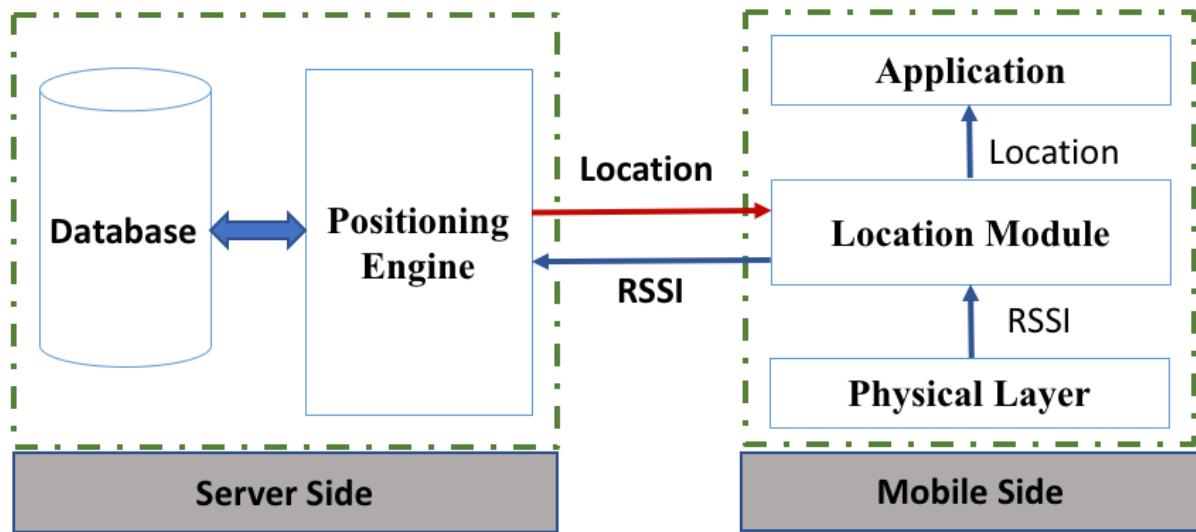 Database
Positioning
Engine
Server Side
Location
RSSI
Application
Location
Location Module
RSSI
Physical Layer
Mobile Side